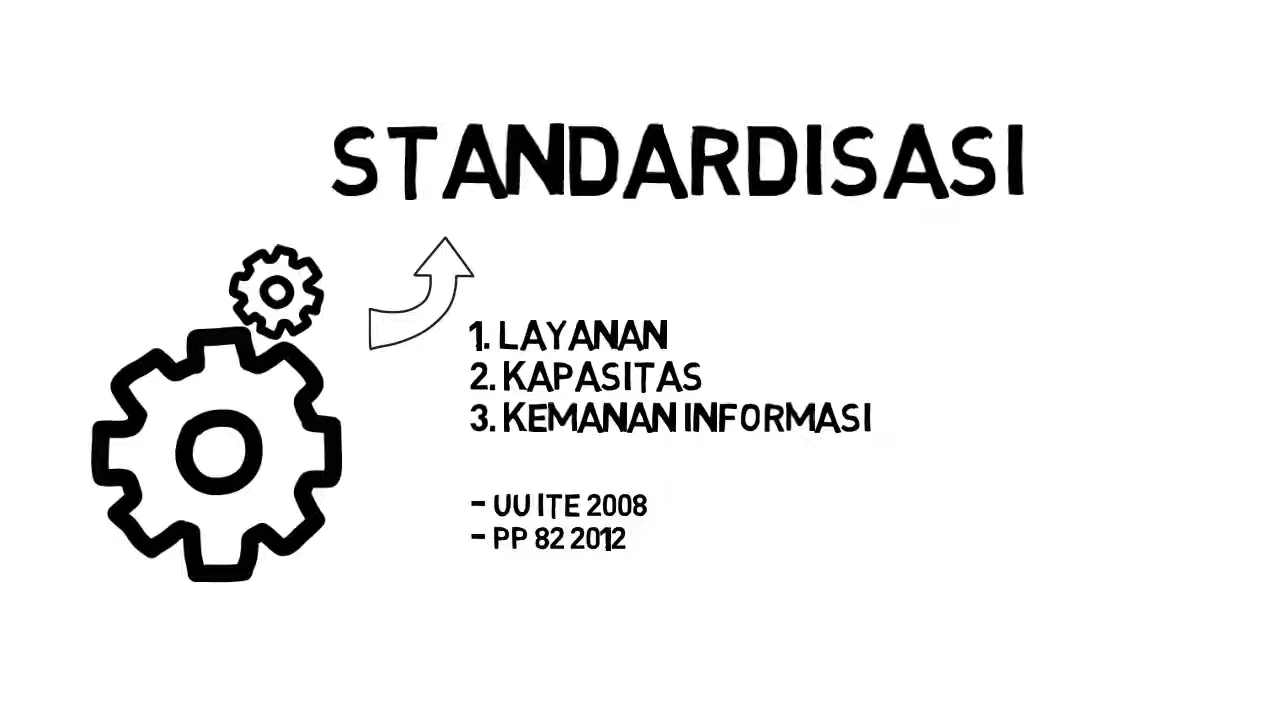 STANDARDISASI
1. LAYANAN
2. KAPASITAS
3. KEMANAN INFORMASI
- UU ITE 2008
- PP 82 2012